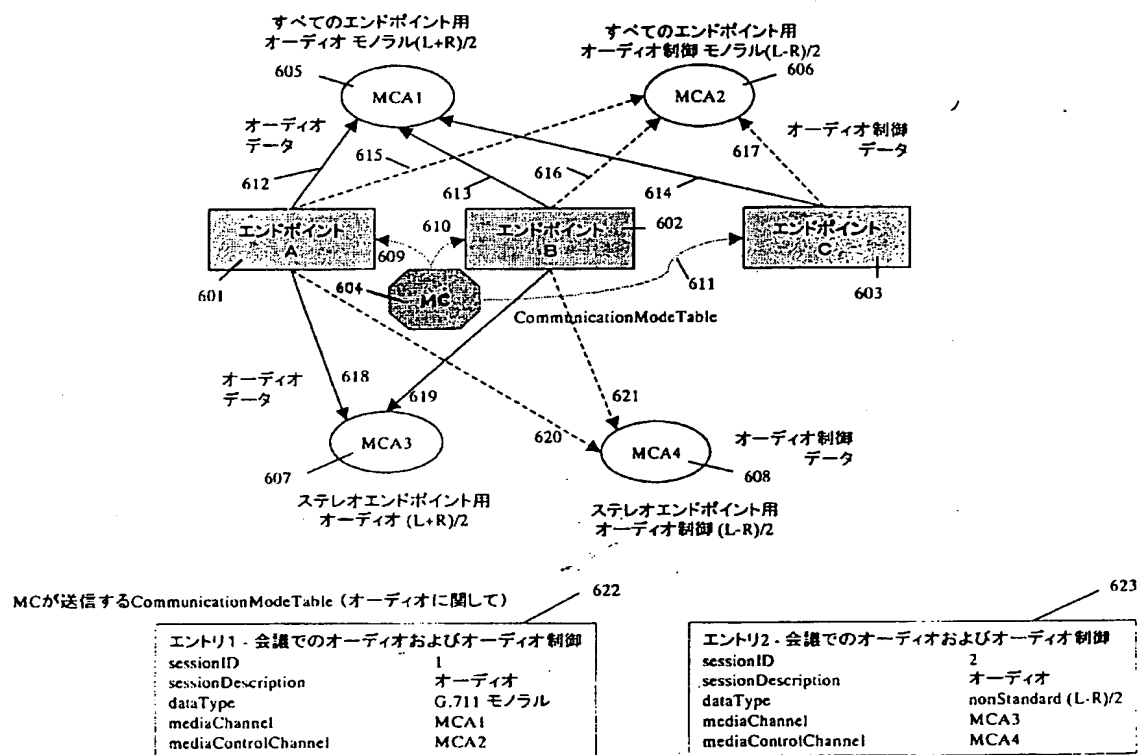 すべてのエンドポイント用
オーディオ モノラル(L+R)/2
すべてのエンドポイント用
オーディオ制御 モノラル(L-R)/2
605
MCA1
MCA2
606
オーディオ
データ
オーディオ制御
データ
612
615
613
616
614
617
エンドポイント
A
609
610
エンドポイント
B
602
エンドポイント
C
601
604
MC
611
603
CommunicationModeTable
オーディオ
データ
618
619
620
621
MCA3
607
MCA4
608
オーディオ制御
データ
ステレオエンドポイント用
オーディオ (L+R)/2
ステレオエンドポイント用
オーディオ制御 (L-R)/2
MCが送信するCommunicationModeTable（オーディオに関して）
622
エントリ1 - 会議でのオーディオおよびオーディオ制御
sessionID 1
sessionDescription オーディオ
dataType G.711 モノラル
mediaChannel MCA1
mediaControlChannel MCA2
623
エントリ2 - 会議でのオーディオおよびオーディオ制御
sessionID 2
sessionDescription オーディオ
dataType nonStandard (L-R)/2
mediaChannel MCA3
mediaControlChannel MCA4